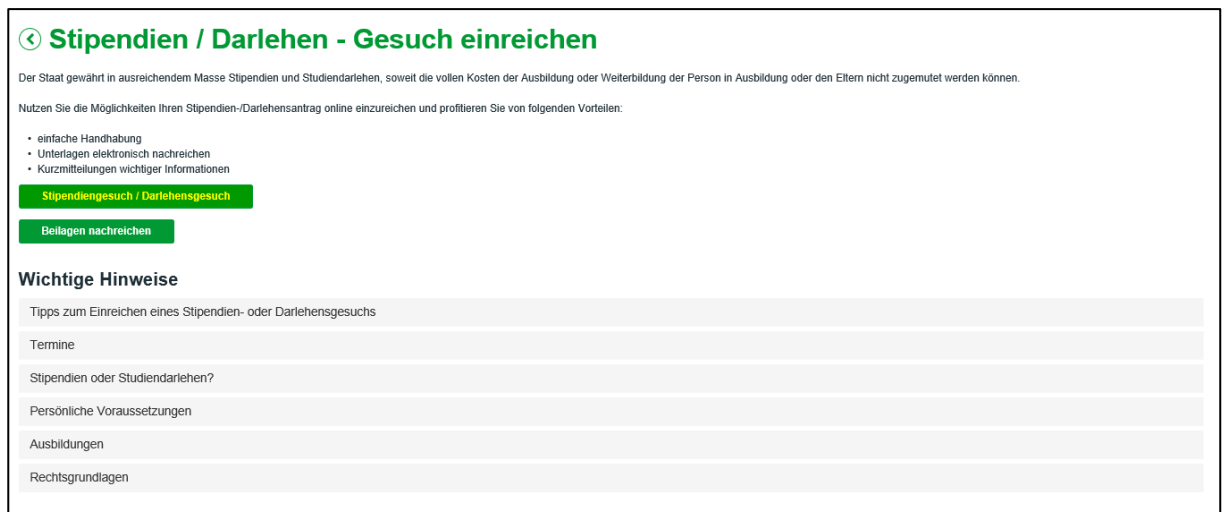 Stipendien / Darlehen - Gesuch einreichen
Der Staat gewährt in ausreichendem Masse Stipendien und Studiendarlehen, soweit die vollen Kosten der Ausbildung oder Weiterbildung der Person in Ausbildung oder den Eltern nicht zugemutet werden können.
Nutzen Sie die Möglichkeiten Ihren Stipendien-/Darlehensantrag online einzureichen und profitieren Sie von folgenden Vorteilen:
• einfache Handhabung
• Unterlagen elektronisch nachreichen
• Kurzmitteilungen wichtiger Informationen
Stipendiengesuch / Darlehensgesuch
Beilagen nachreichen
Wichtige Hinweise
Tipps zum Einreichen eines Stipendien- oder Darlehensgesuchs
Termine
Stipendien oder Studiendarlehen?
Persönliche Voraussetzungen
Ausbildungen
Rechtsgrundlagen